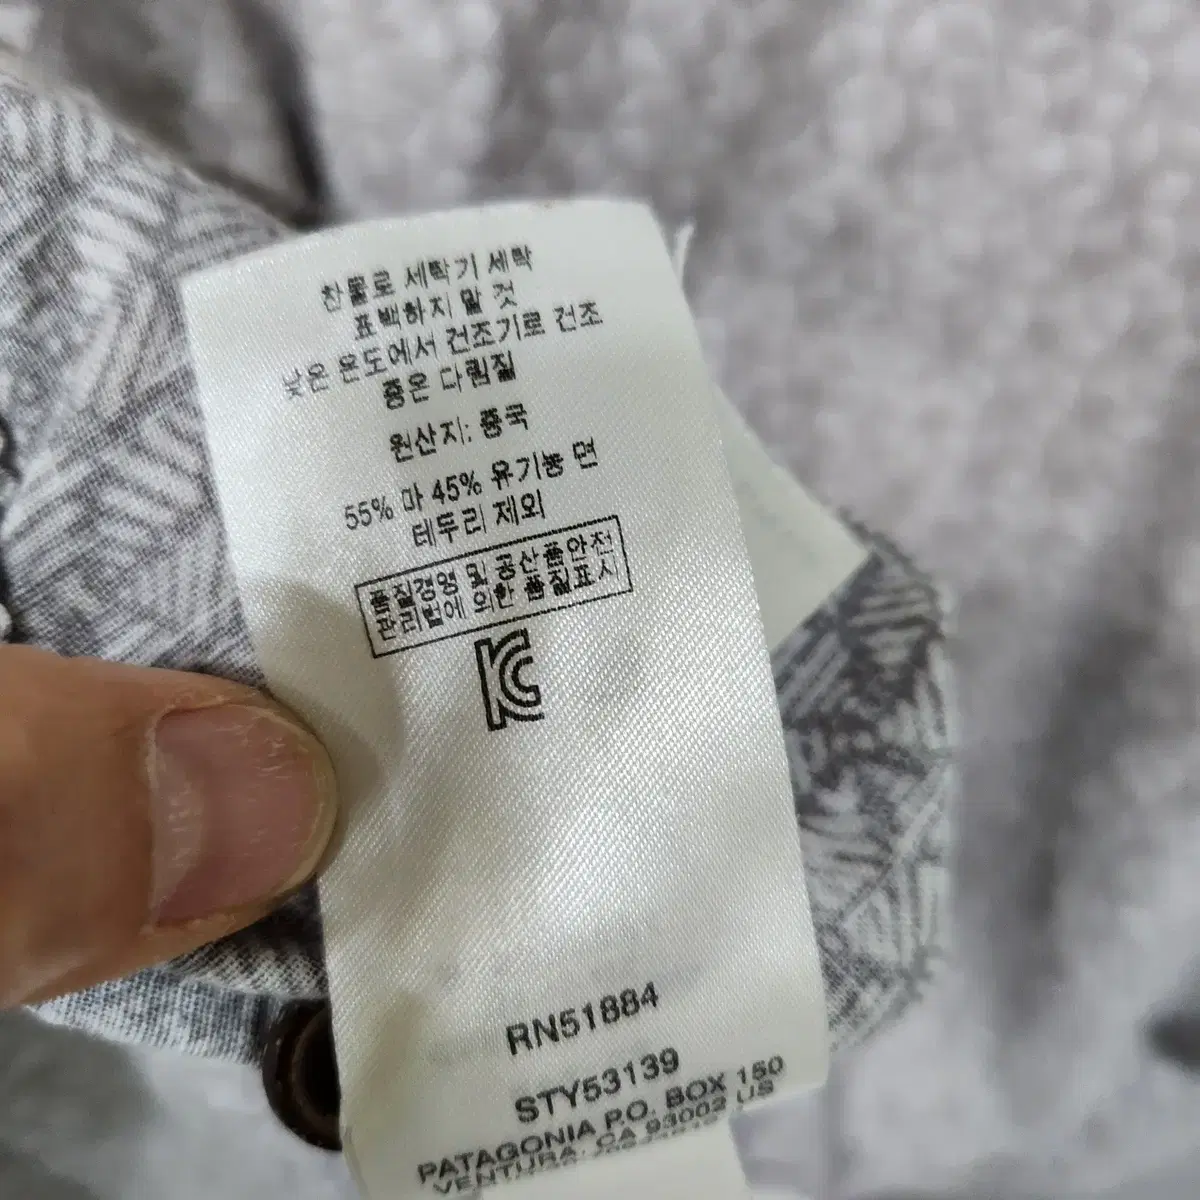 찬물로 세탁기 세탁
표백하지 말 것
낮은 온도에서 건조기로 건조
중온 다림질
원산지: 중국
55% 마 45% 유기농 면
테두리 제외
품질경영 및 공산품안전
관리법에 의한 품질표시
KC
RN51884
STY53139
PATAGONIA P.O. BOX 150
VENTURA, CA 93002 US